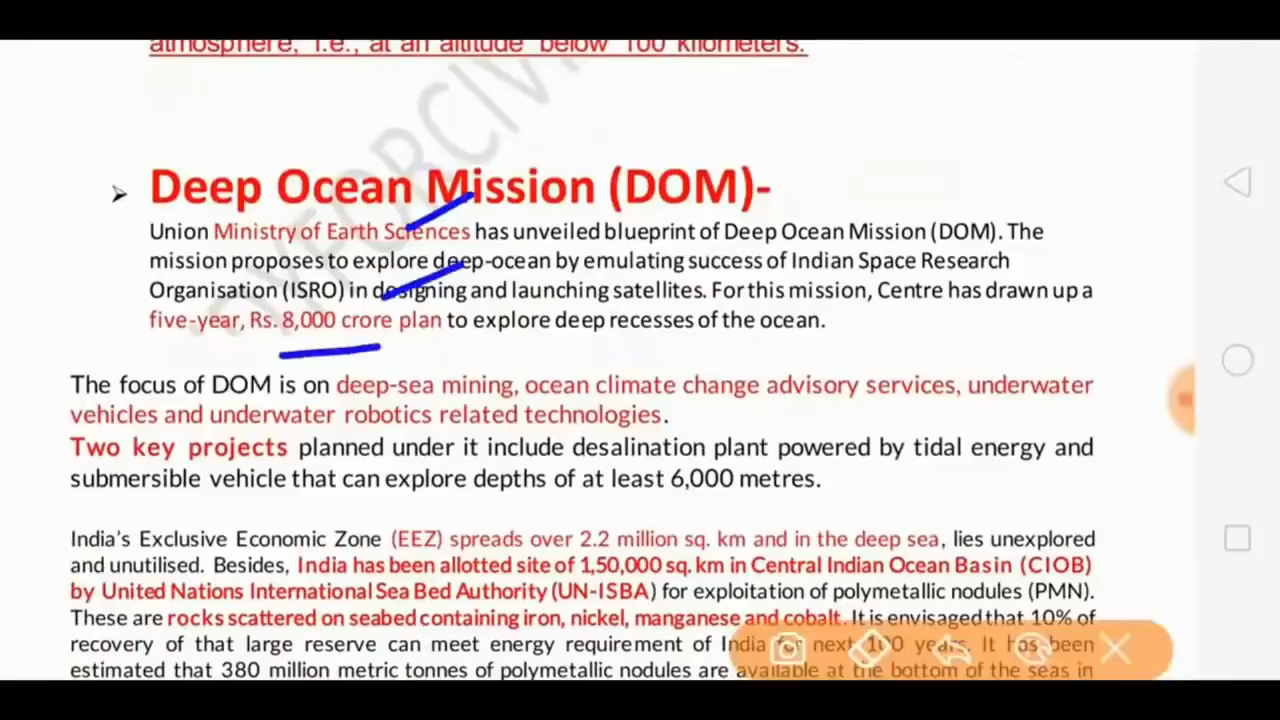 atmosphere, i.e., at an altitude below 100 kilometers.
Deep Ocean Mission (DOM)-
Union Ministry of Earth Sciences has unveiled blueprint of Deep Ocean Mission (DOM). The
mission proposes to explore deep-ocean by emulating success of Indian Space Research
Organisation (ISRO) in designing and launching satellites. For this mission, Centre has drawn up a
five-year, Rs. 8,000 crore plan to explore deep recesses of the ocean.
The focus of DOM is on deep-sea mining, ocean climate change advisory services, underwater
vehicles and underwater robotics related technologies.
Two key projects planned under it include desalination plant powered by tidal energy and
submersible vehicle that can explore depths of at least 6,000 metres.
India's Exclusive Economic Zone (EEZ) spreads over 2.2 million sq. km and in the deep sea, lies unexplored
and unutilised. Besides, India has been allotted site of 1,50,000 sq. km in Central Indian Ocean Basin (CIOB)
by United Nations International Sea Bed Authority (UN-ISBA) for exploitation of polymetallic nodules (PMN).
These are rocks scattered on seabed containing iron, nickel, manganese and cobalt. It is envisaged that 10% of
recovery of that large reserve can meet energy requirement of India for next 100 years. It has been
estimated that 380 million metric tonnes of polymetallic nodules are available at the bottom of the seas in